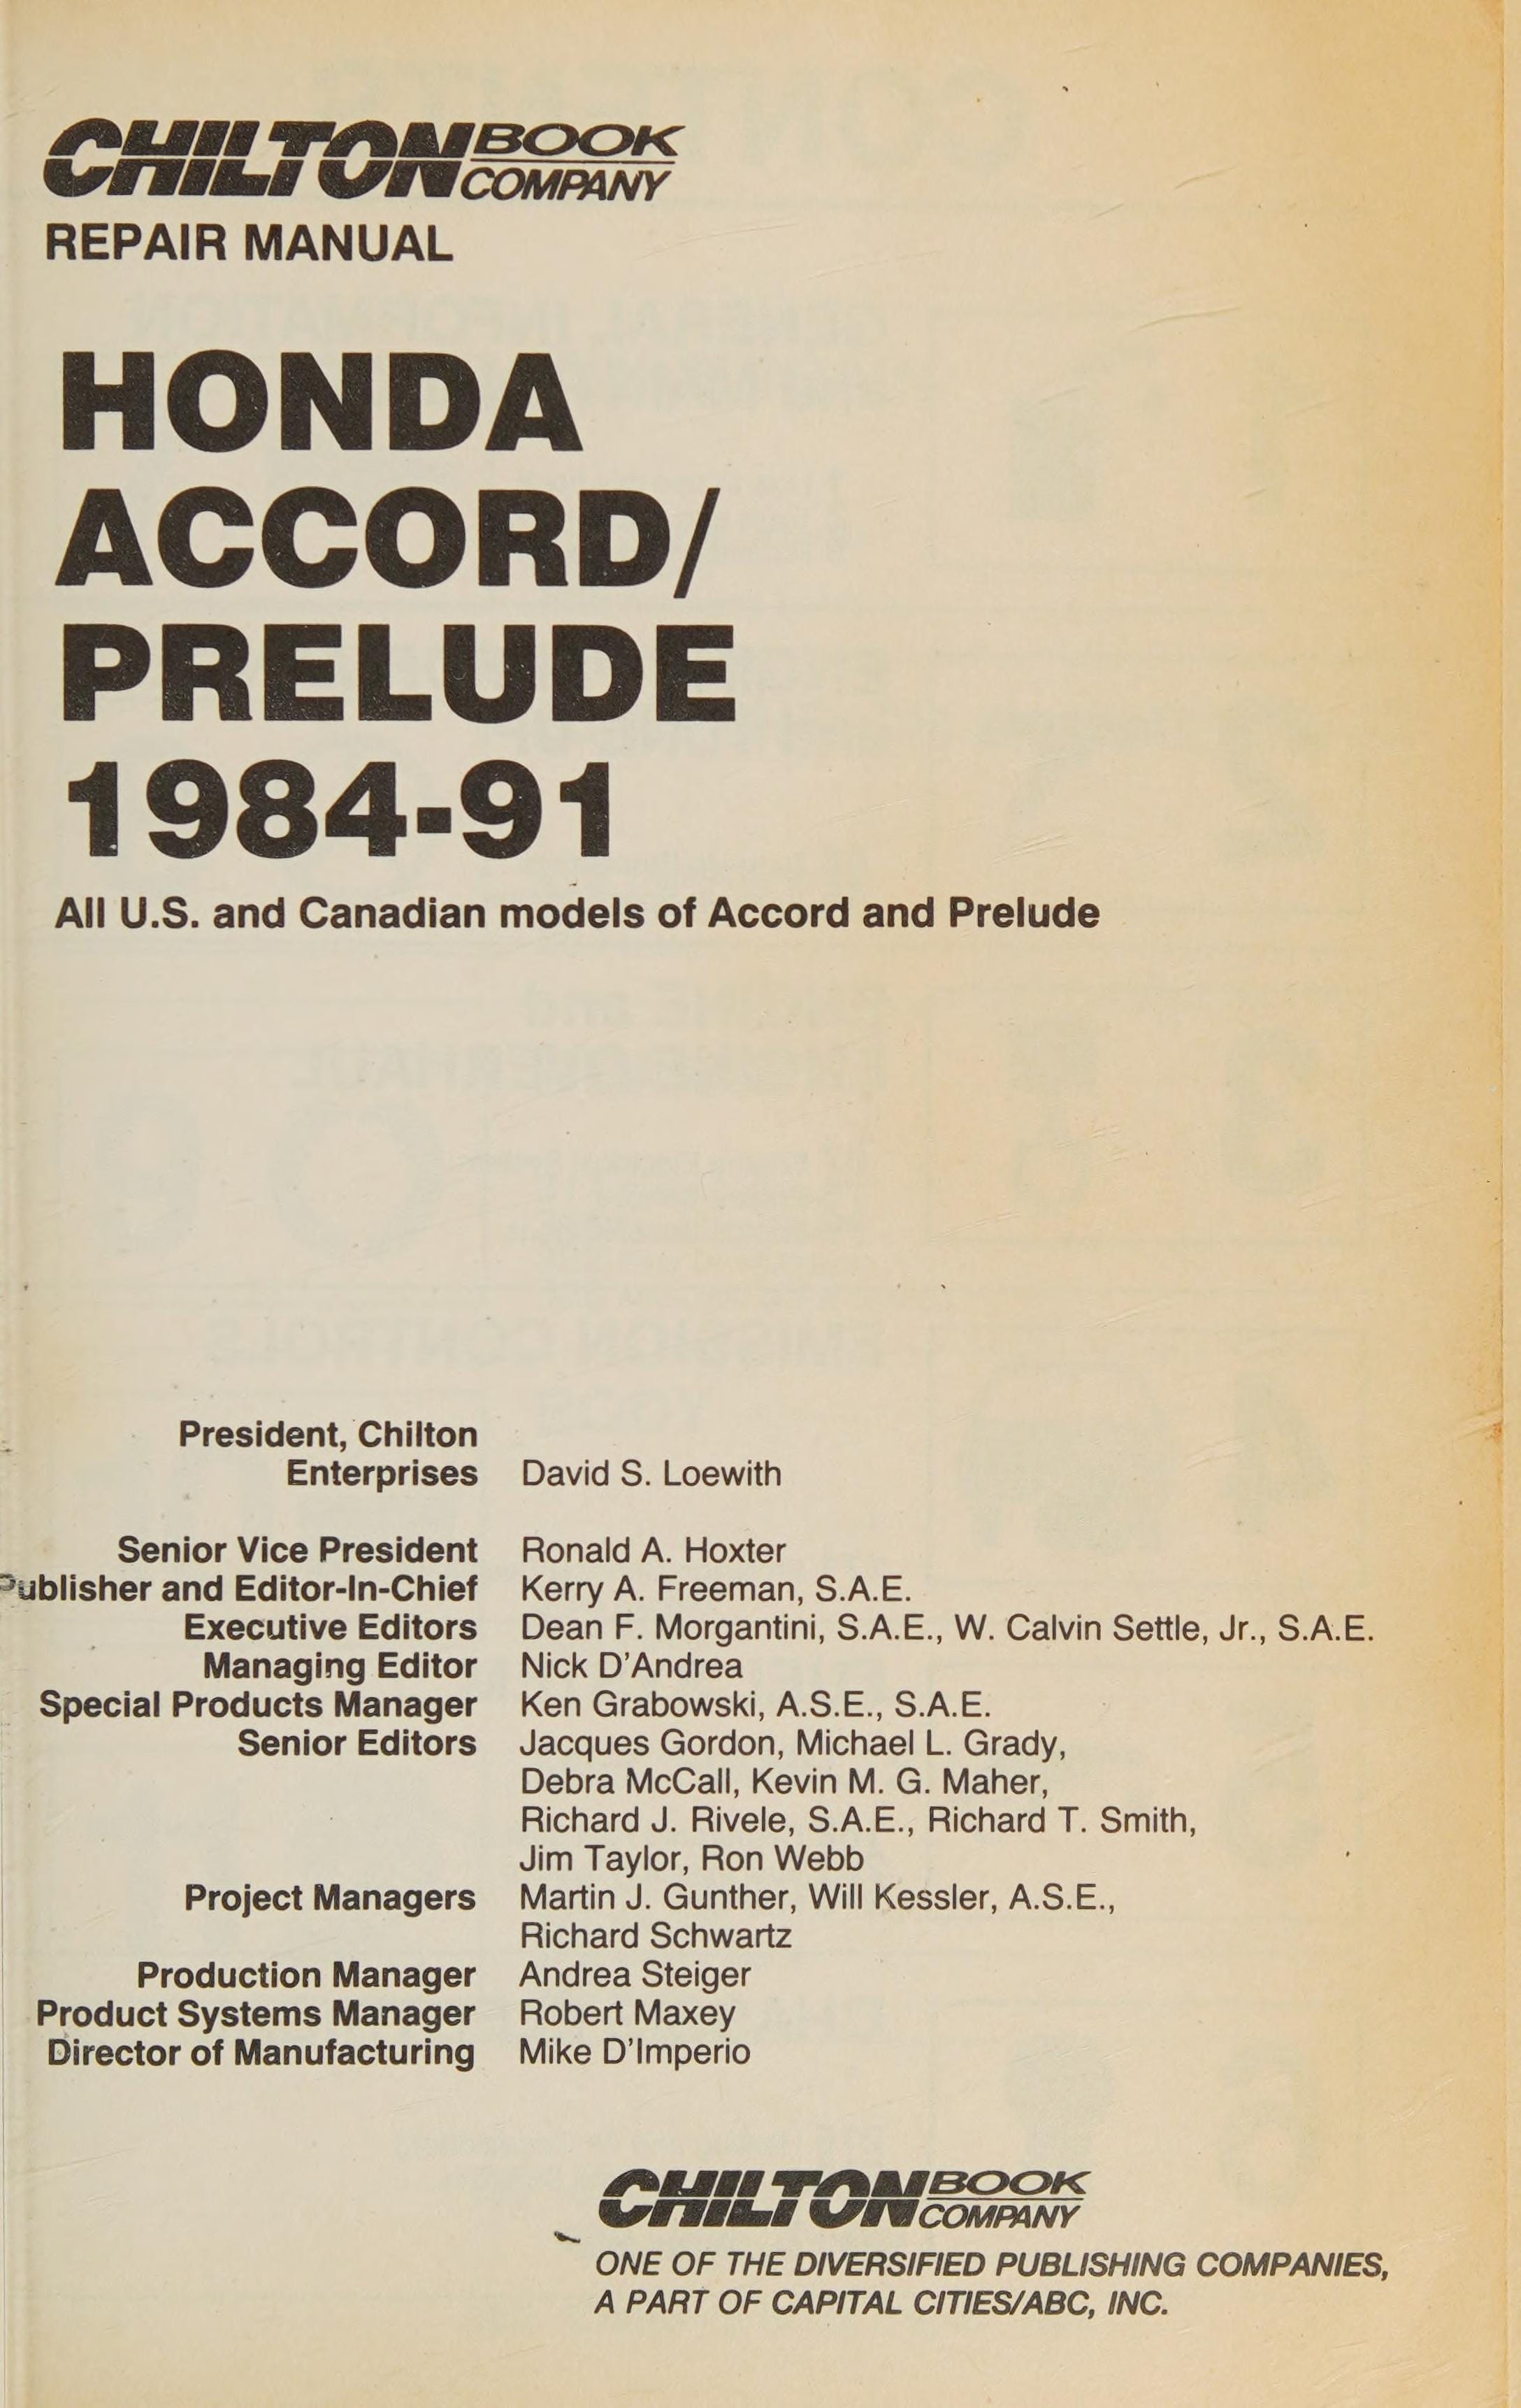 CHILTON BOOK COMPANY
REPAIR MANUAL
HONDA
ACCORD/
PRELUDE
1984-91
All U.S. and Canadian models of Accord and Prelude
President, Chilton
Enterprises David S. Loewith
Senior Vice President Ronald A. Hoxter
Publisher and Editor-In-Chief Kerry A. Freeman, S.A.E.
Executive Editors Dean F. Morgantini, S.A.E., W. Calvin Settle, Jr., S.A.E.
Managing Editor Nick D'Andrea
Special Products Manager Ken Grabowski, A.S.E., S.A.E.
Senior Editors Jacques Gordon, Michael L. Grady,
Debra McCall, Kevin M. G. Maher,
Richard J. Rivele, S.A.E., Richard T. Smith,
Jim Taylor, Ron Webb
Project Managers Martin J. Gunther, Will Kessler, A.S.E.,
Richard Schwartz
Production Manager Andrea Steiger
Product Systems Manager Robert Maxey
Director of Manufacturing Mike D'Imperio
CHILTON BOOK COMPANY
ONE OF THE DIVERSIFIED PUBLISHING COMPANIES,
A PART OF CAPITAL CITIES/ABC, INC.